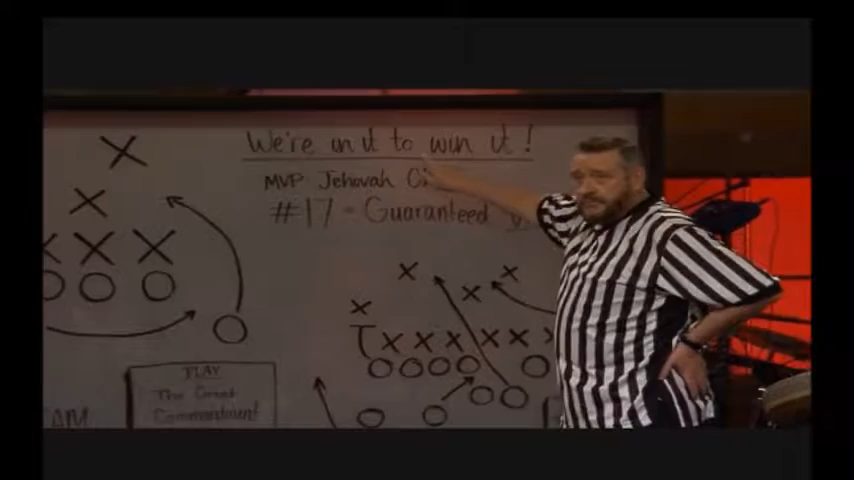 We're in it to win it!
MVP Jehovah
#17 - Guaranteed
PLAY
The Great
Commandment